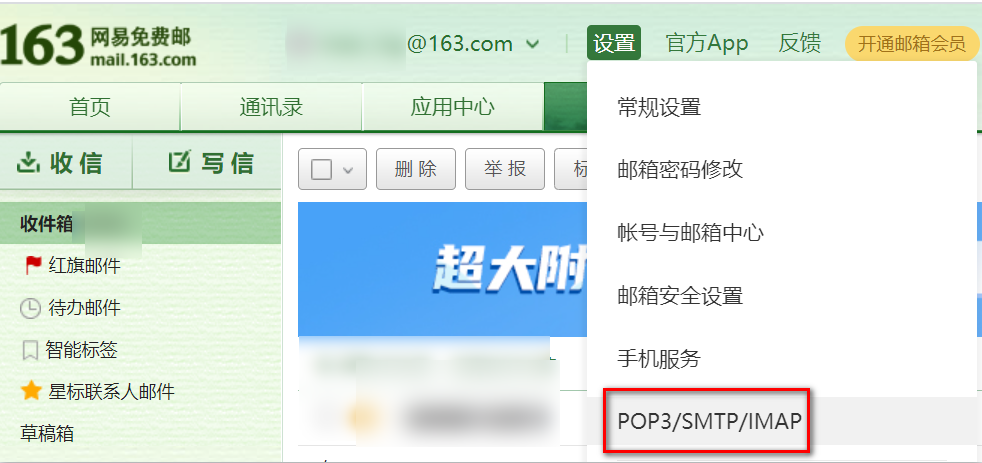 163 网易免费邮
mail.163.com
@163.com
设置 官方App 反馈 开通邮箱会员
首页 通讯录 应用中心
常规设置
收信 写信
删 除 举 报 标
邮箱密码修改
收件箱
帐号与邮箱中心
红旗邮件
超大附
邮箱安全设置
待办邮件
智能标签
手机服务
星标联系人邮件
POP3/SMTP/IMAP
草稿箱